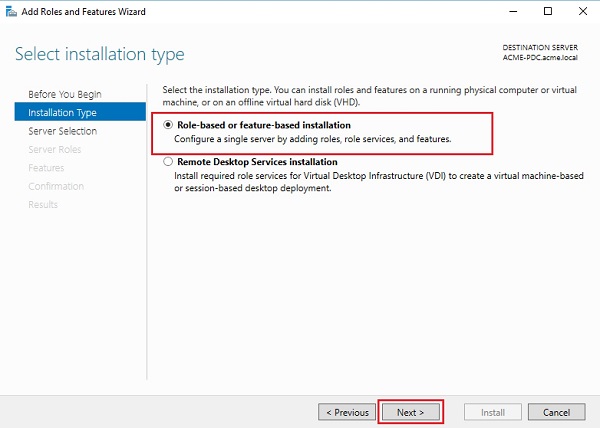 Add Roles and Features Wizard
Select installation type
DESTINATION SERVER
ACME-PDC.acme.local
Before You Begin
Installation Type
Server Selection
Server Roles
Features
Confirmation
Results
Select the installation type. You can install roles and features on a running physical computer or virtual
machine, or on an offline virtual hard disk (VHD).
Role-based or feature-based installation
Configure a single server by adding roles, role services, and features.
Remote Desktop Services installation
Install required role services for Virtual Desktop Infrastructure (VDI) to create a virtual machine-based
or session-based desktop deployment.
< Previous
Next >
Install
Cancel